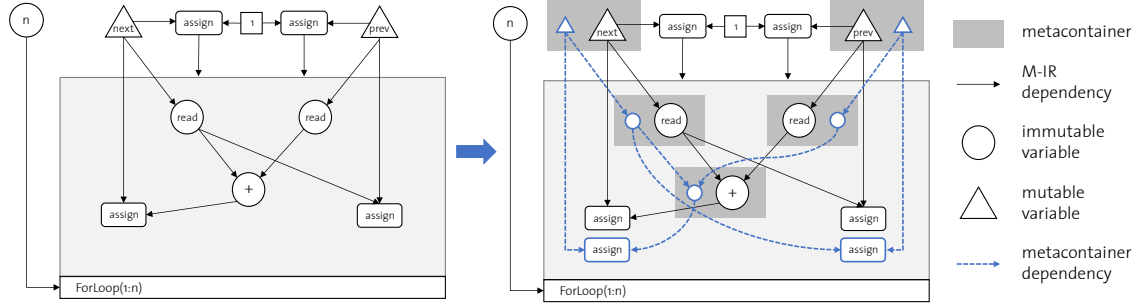 n
next
assign
1
assign
prev
read
read
+
assign
assign
ForLoop(1:n)
n
next
assign
1
assign
prev
read
read
+
assign
assign
assign
assign
ForLoop(1:n)
metacontainer
M-IR
dependency
immutable
variable
mutable
variable
metacontainer
dependency